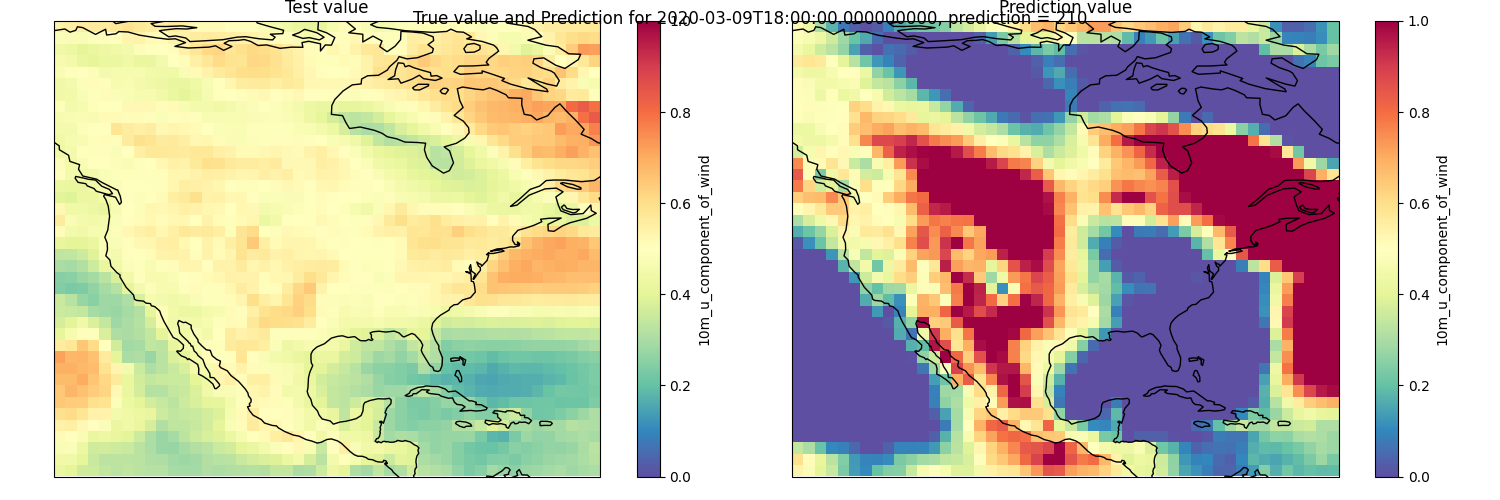 Test value
True value and Prediction for 2020-03-09T18:00:00.000000000, prediction = 210
Prediction value
1.0
0.8
0.6
0.4
0.2
0.0
10m_u_component_of_wind
1.0
0.8
0.6
0.4
0.2
0.0
10m_u_component_of_wind